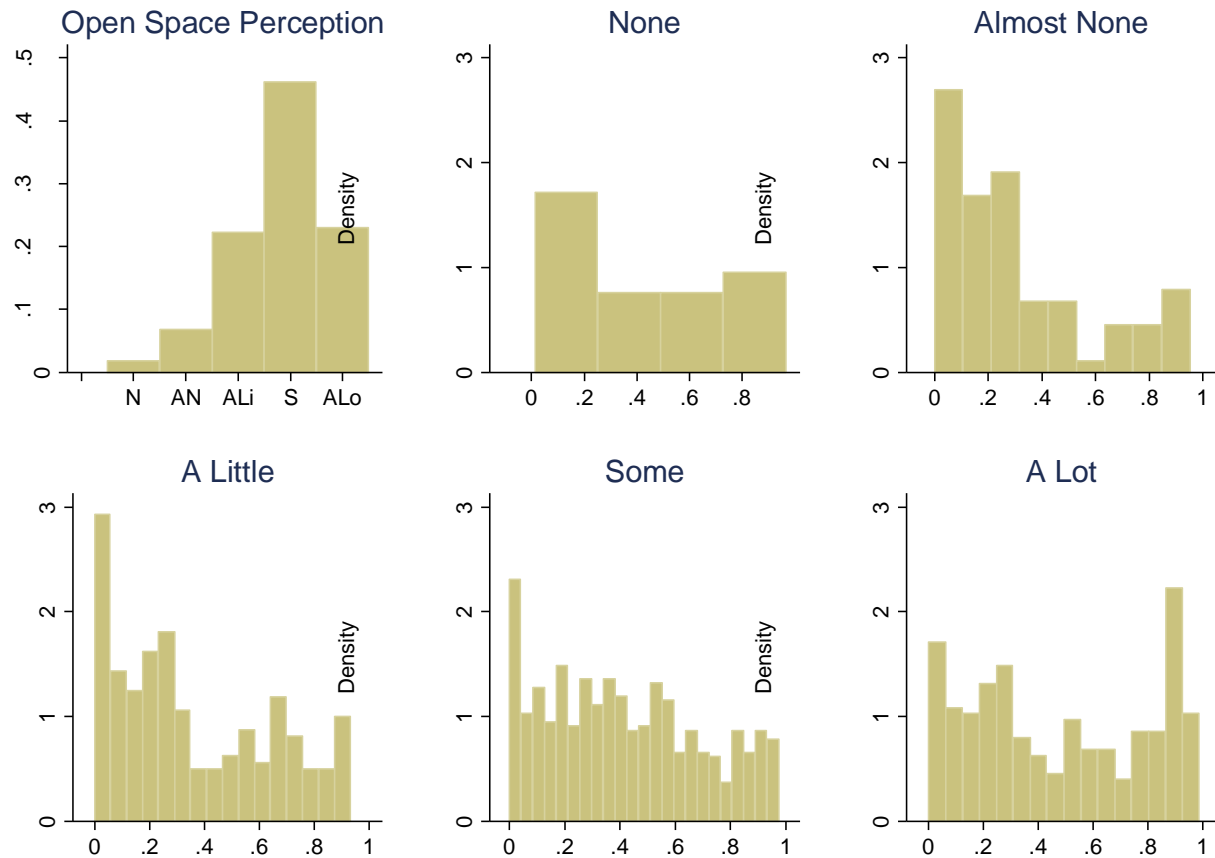 Open Space Perception
.5
.4
.3
.2
.1
0
N AN ALi S ALo
Density
None
3
2
1
0
0 .2 .4 .6 .8
Density
Almost None
3
2
1
0
0 .2 .4 .6 .8 1
A Little
3
2
1
0
0 .2 .4 .6 .8 1
Density
Some
3
2
1
0
0 .2 .4 .6 .8 1
Density
A Lot
3
2
1
0
0 .2 .4 .6 .8 1